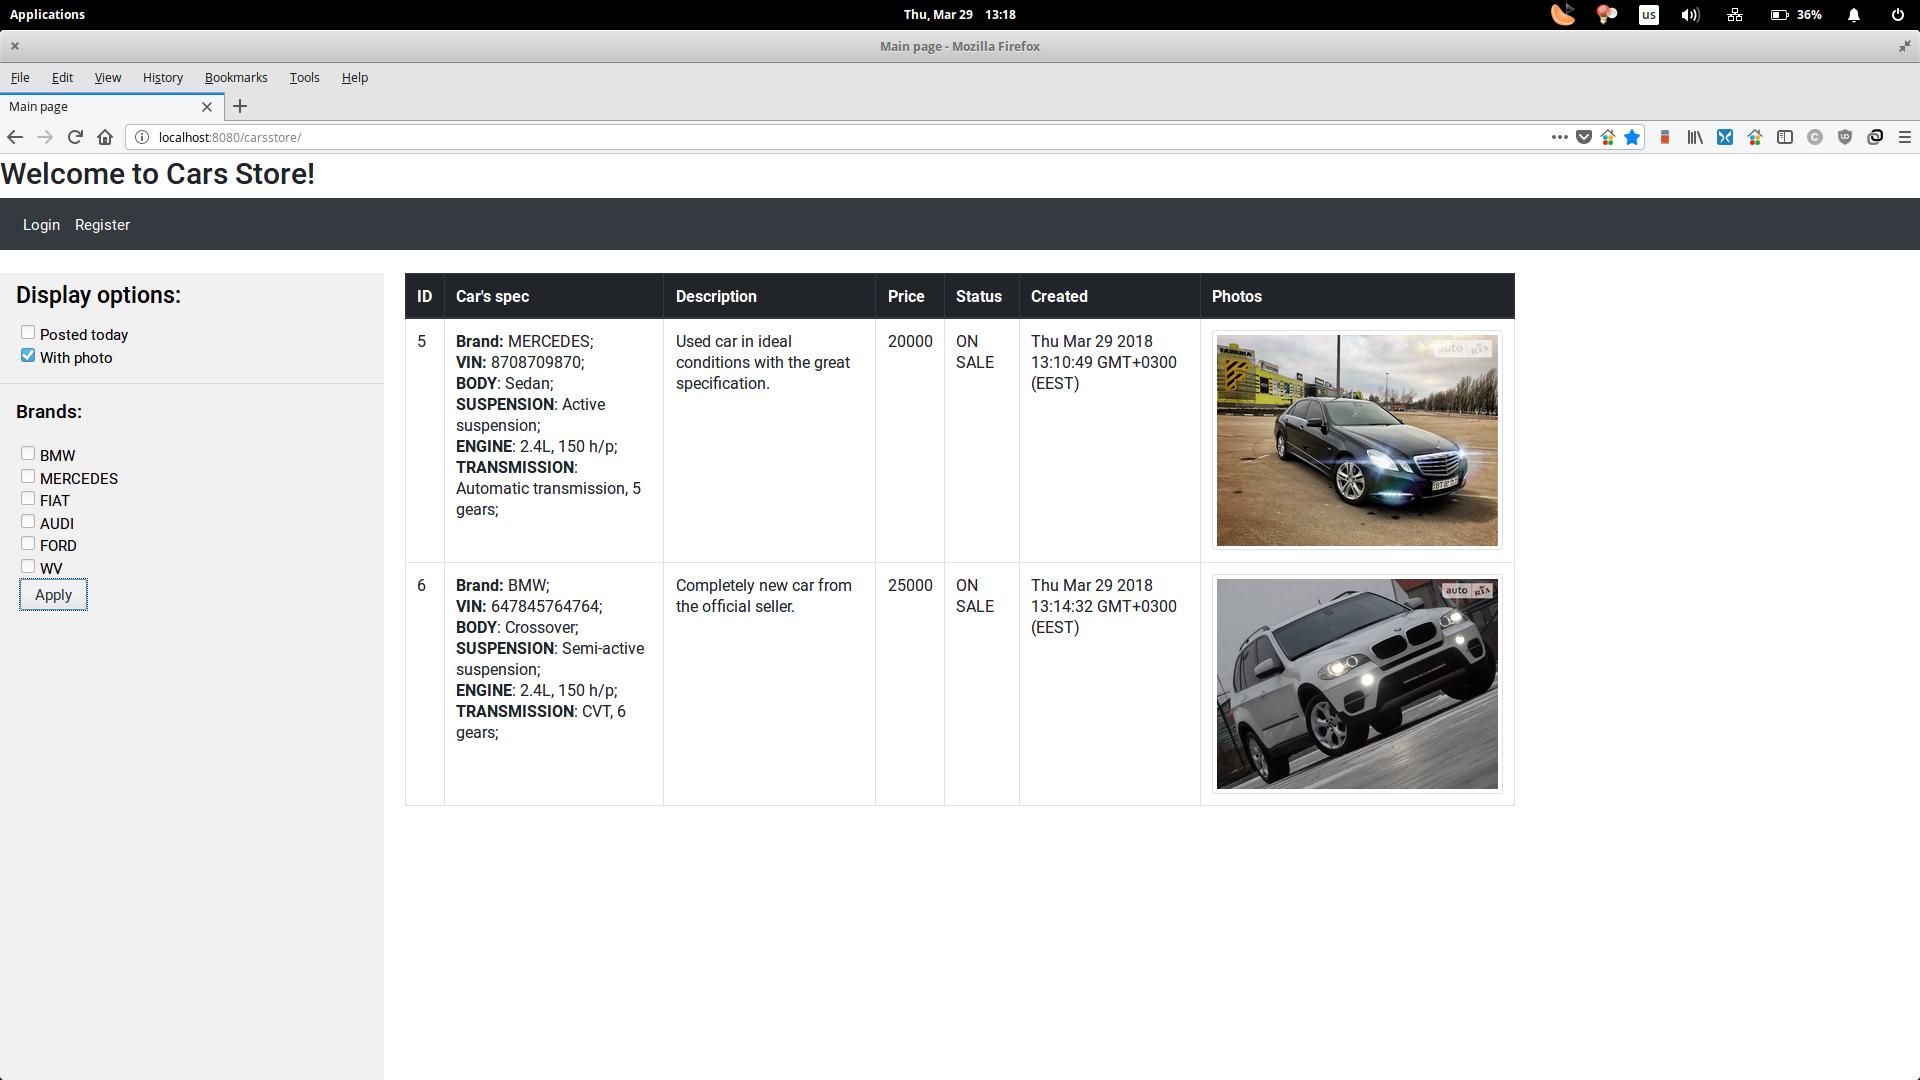 Applications
Thu, Mar 29 13:18
us
36%
Main page - Mozilla Firefox
File Edit View History Bookmarks Tools Help
Main page
localhost:8080/carsstore/
Welcome to Cars Store!
Login Register
Display options:
Posted today
With photo
Brands:
BMW
MERCEDES
FIAT
AUDI
FORD
WV
Apply
ID Car's spec Description Price Status Created Photos
5
Brand: MERCEDES;
VIN: 8708709870;
BODY: Sedan;
SUSPENSION: Active
suspension;
ENGINE: 2.4L, 150 h/p;
TRANSMISSION:
Automatic transmission, 5
gears;
Used car in ideal
conditions with the great
specification.
20000
ON
SALE
Thu Mar 29 2018
13:10:49 GMT+0300
(EEST)
auto RIA
6
Brand: BMW;
VIN: 647845764764;
BODY: Crossover;
SUSPENSION: Semi-active
suspension;
ENGINE: 2.4L, 150 h/p;
TRANSMISSION: CVT, 6
gears;
Completely new car from
the official seller.
25000
ON
SALE
Thu Mar 29 2018
13:14:32 GMT+0300
(EEST)
auto RIA